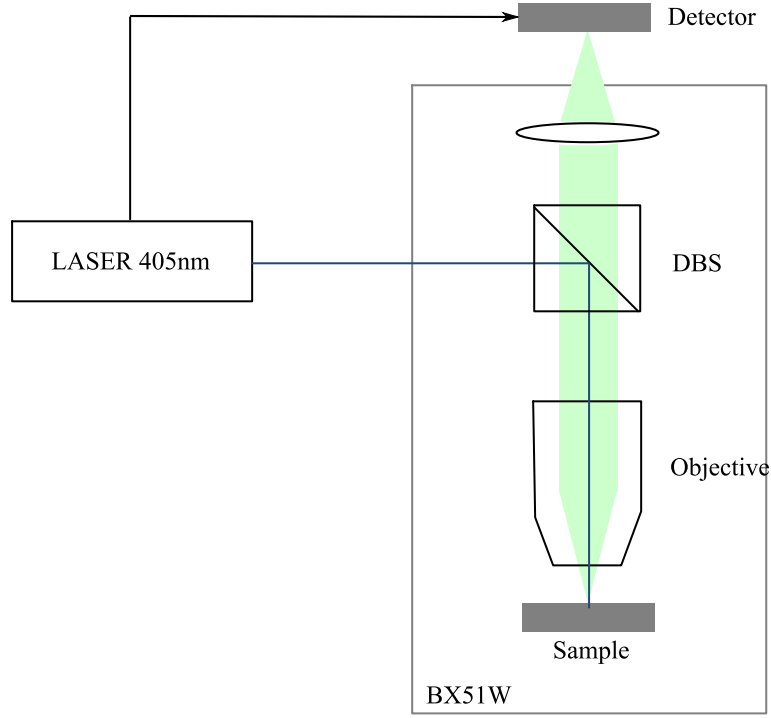 Detector
LASER 405nm
DBS
Objective
Sample
BX51W